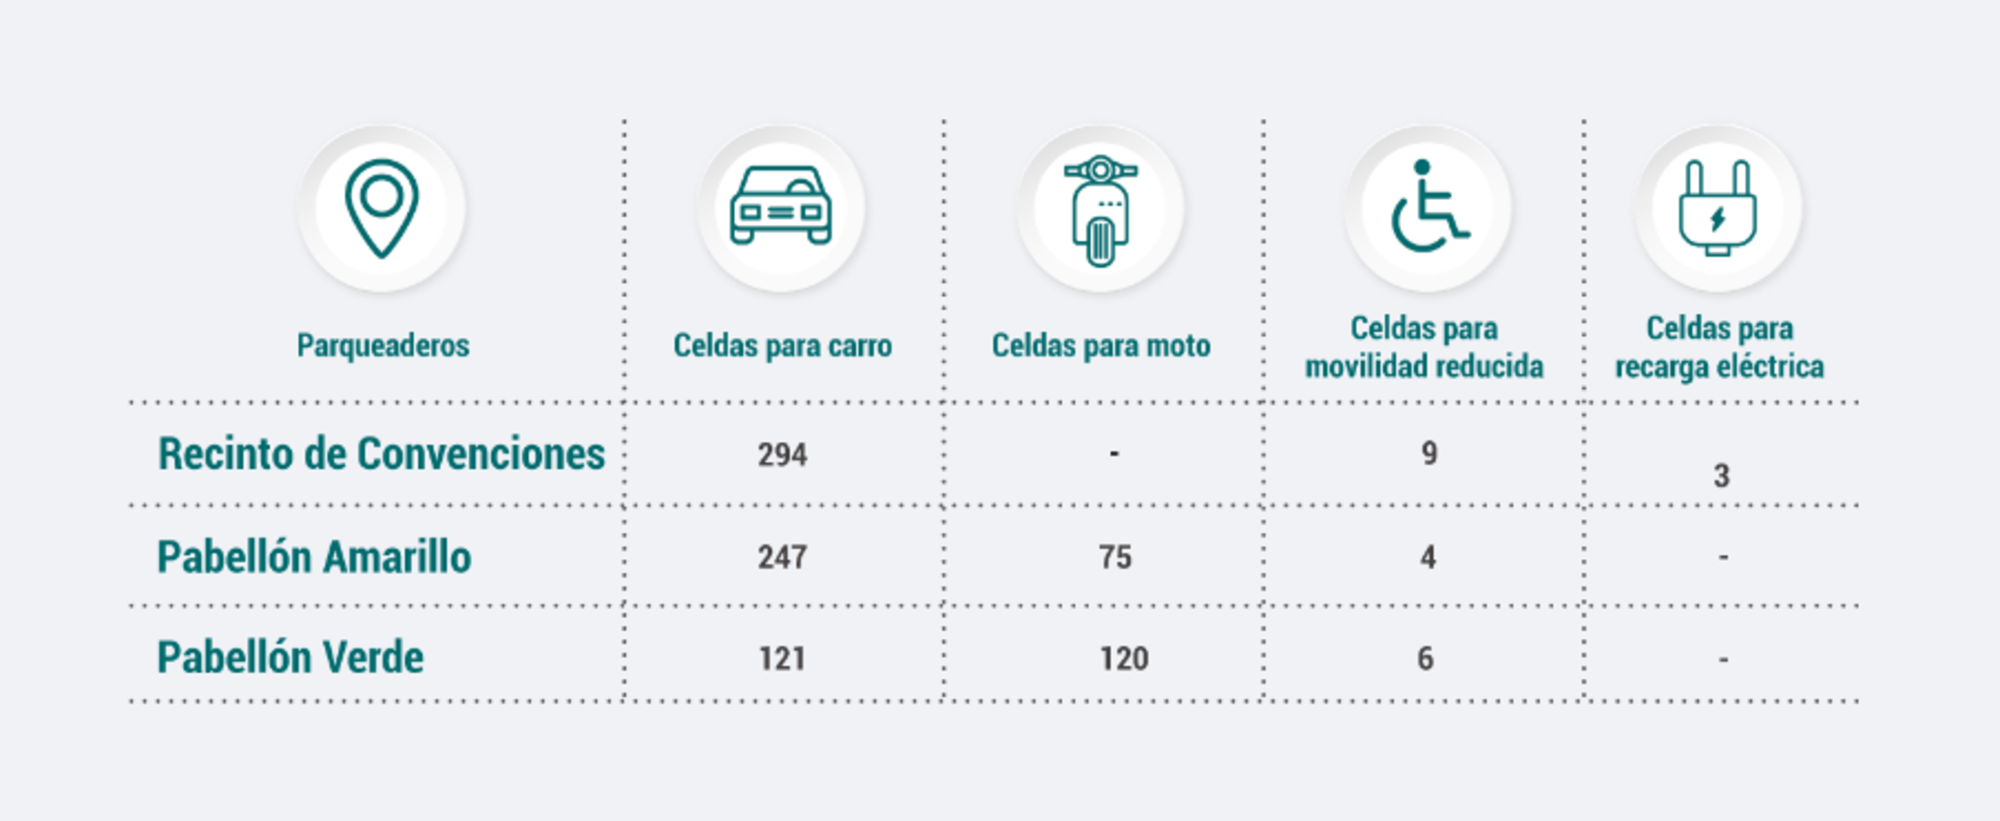 Parqueaderos
Celdas para carro
Celdas para moto
Celdas para
movilidad reducida
Celdas para
recarga eléctrica
Recinto de Convenciones 294 - 9 3
Pabellón Amarillo 247 75 4 -
Pabellón Verde 121 120 6 -